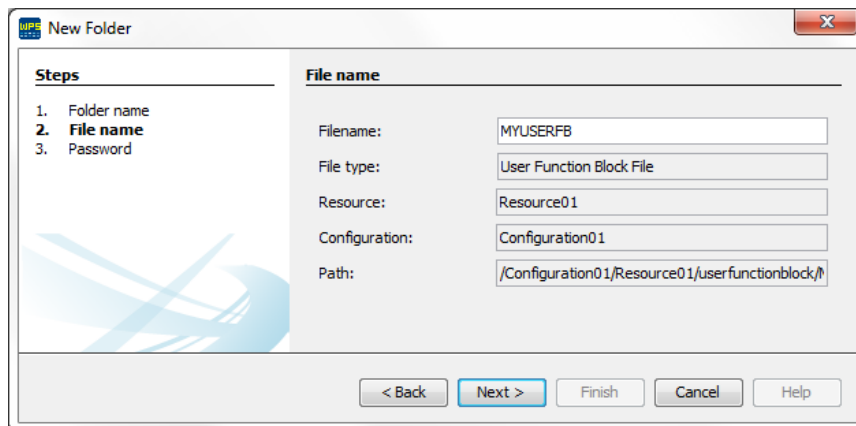 WPS New Folder
Steps
1. Folder name
2. File name
3. Password
File name
Filename: MYUSERFB
File type: User Function Block File
Resource: Resource01
Configuration: Configuration01
Path: /Configuration01/Resource01/userfunctionblock/
< Back Next > Finish Cancel Help